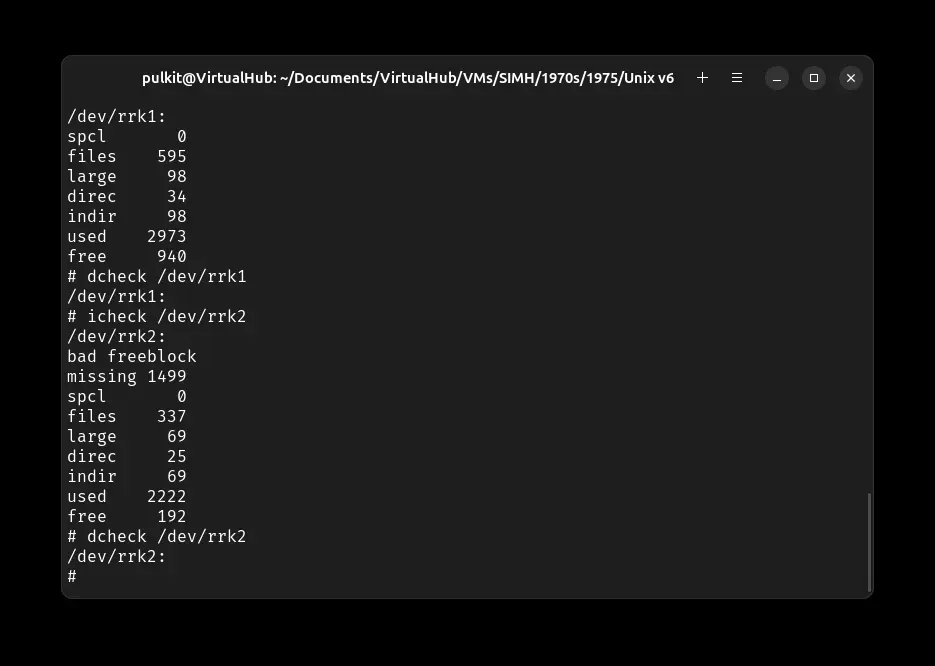 pulkit@VirtualHub: ~/Documents/VirtualHub/VMs/SIMH/1970s/1975/Unix v6
/dev/rrk1:
spcl       0
files    595
large     98
direc     34
indir     98
used    2973
free     940
# dcheck /dev/rrk1
/dev/rrk1:
# icheck /dev/rrk2
/dev/rrk2:
bad freeblock
missing 1499
spcl       0
files    337
large     69
direc     25
indir     69
used    2222
free     192
# dcheck /dev/rrk2
/dev/rrk2:
#